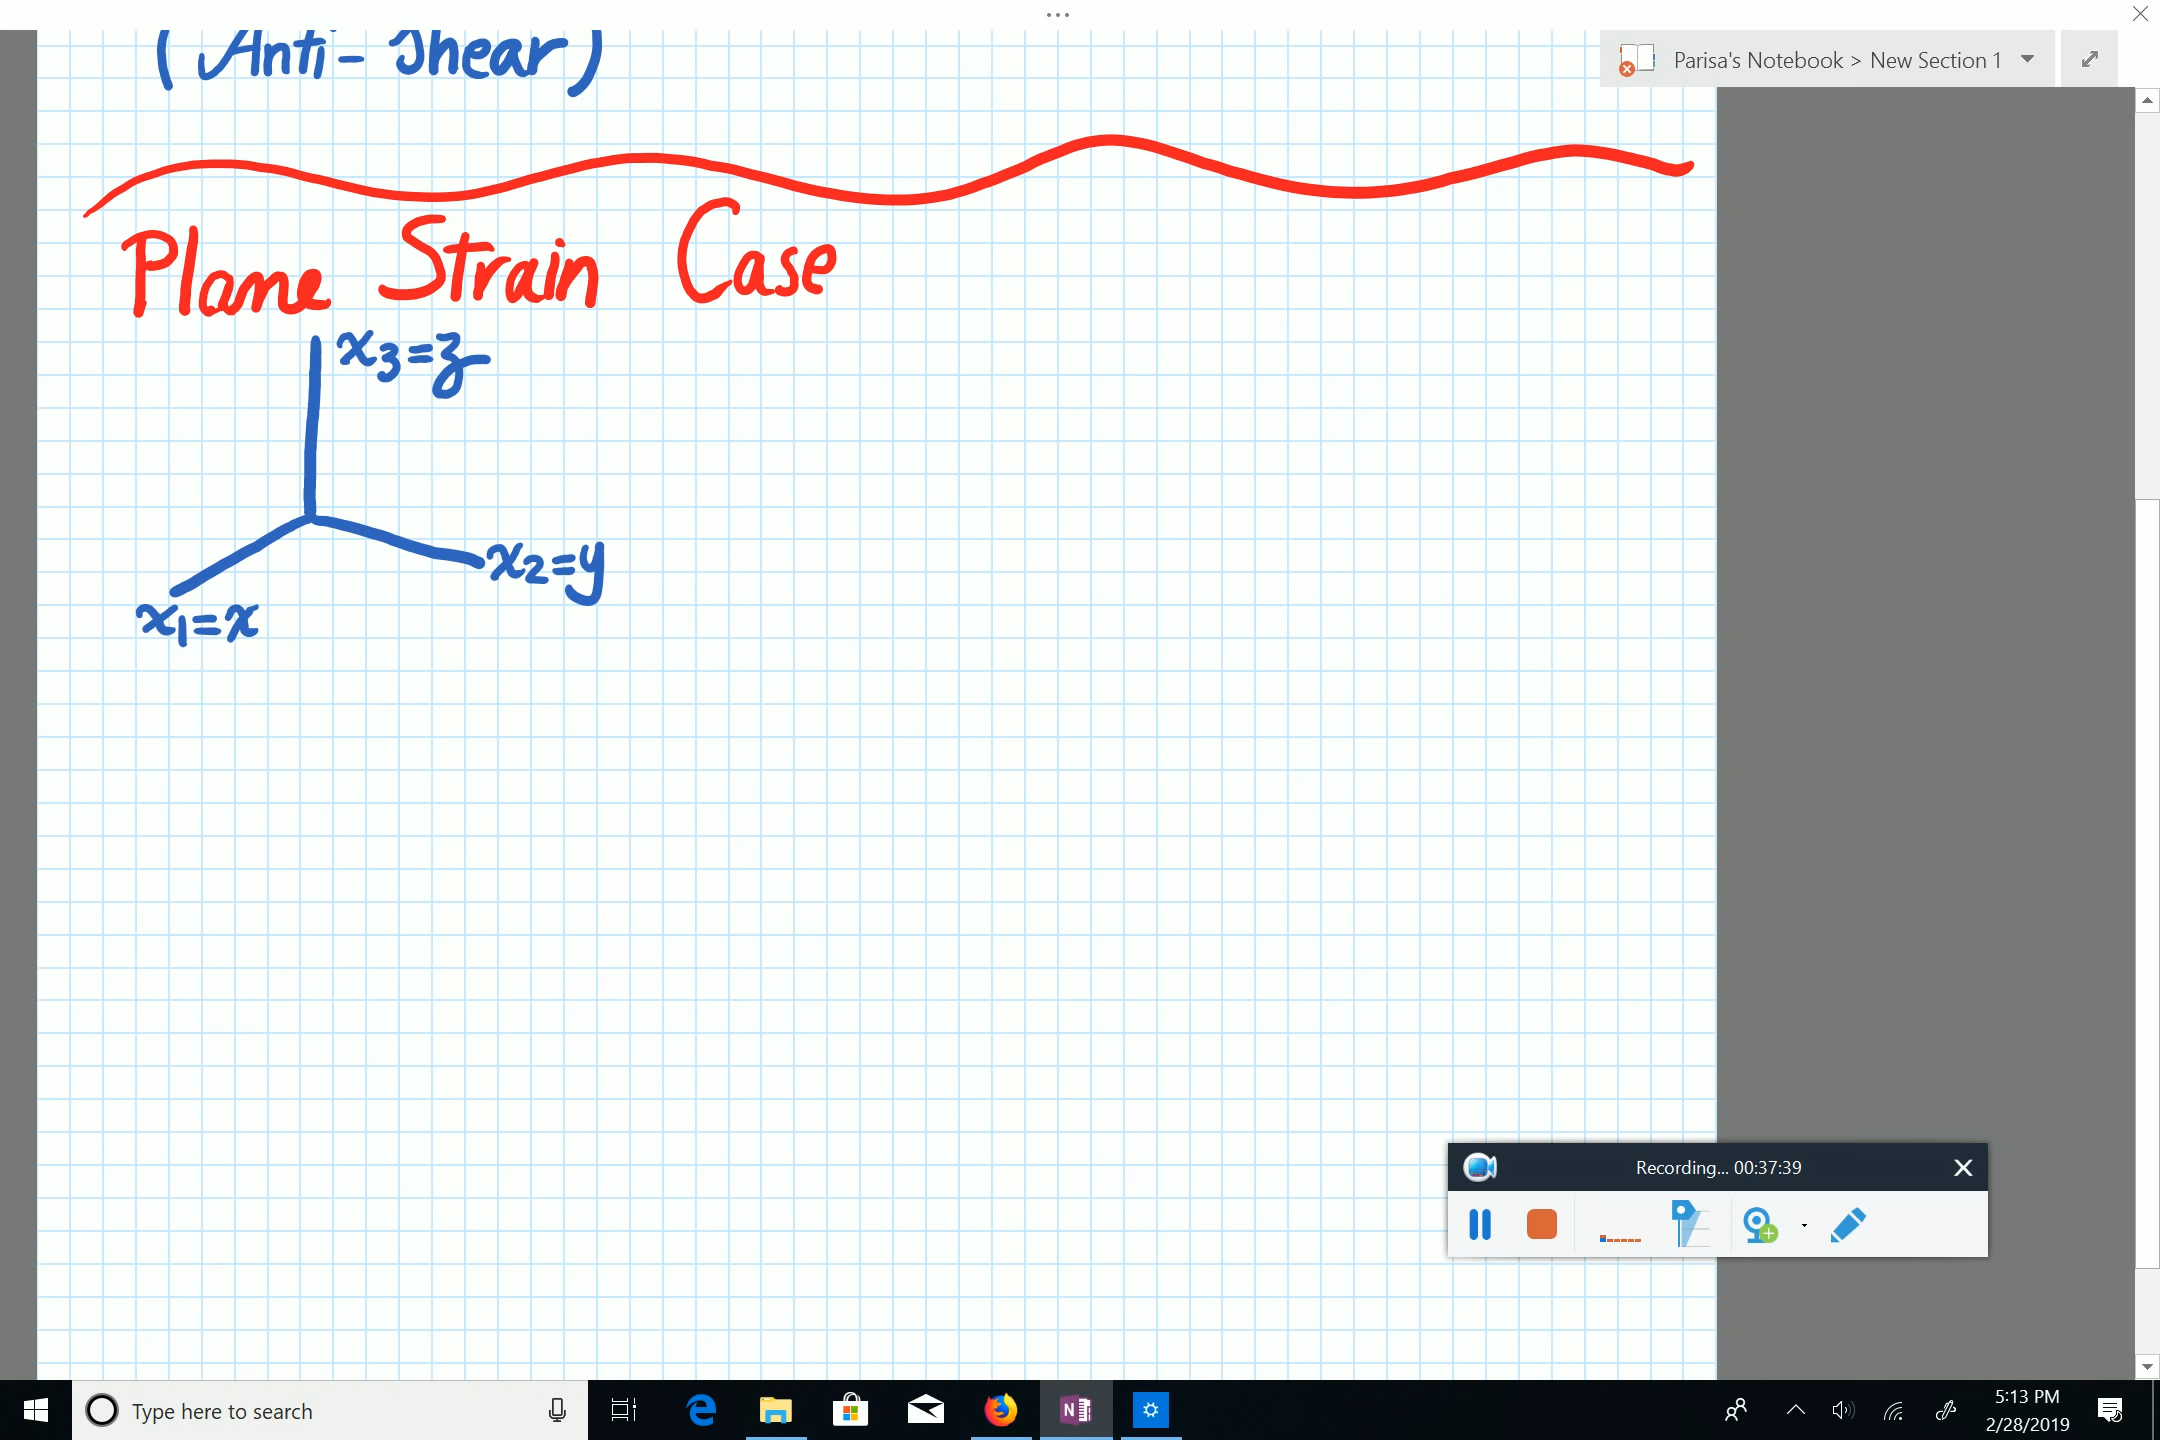 (Anti-Shear)
Parisa's Notebook > New Section 1
Plane Strain Case
x3=z
x2=y
x1=x
Recording... 00:37:39
Type here to search
5:13 PM
2/28/2019